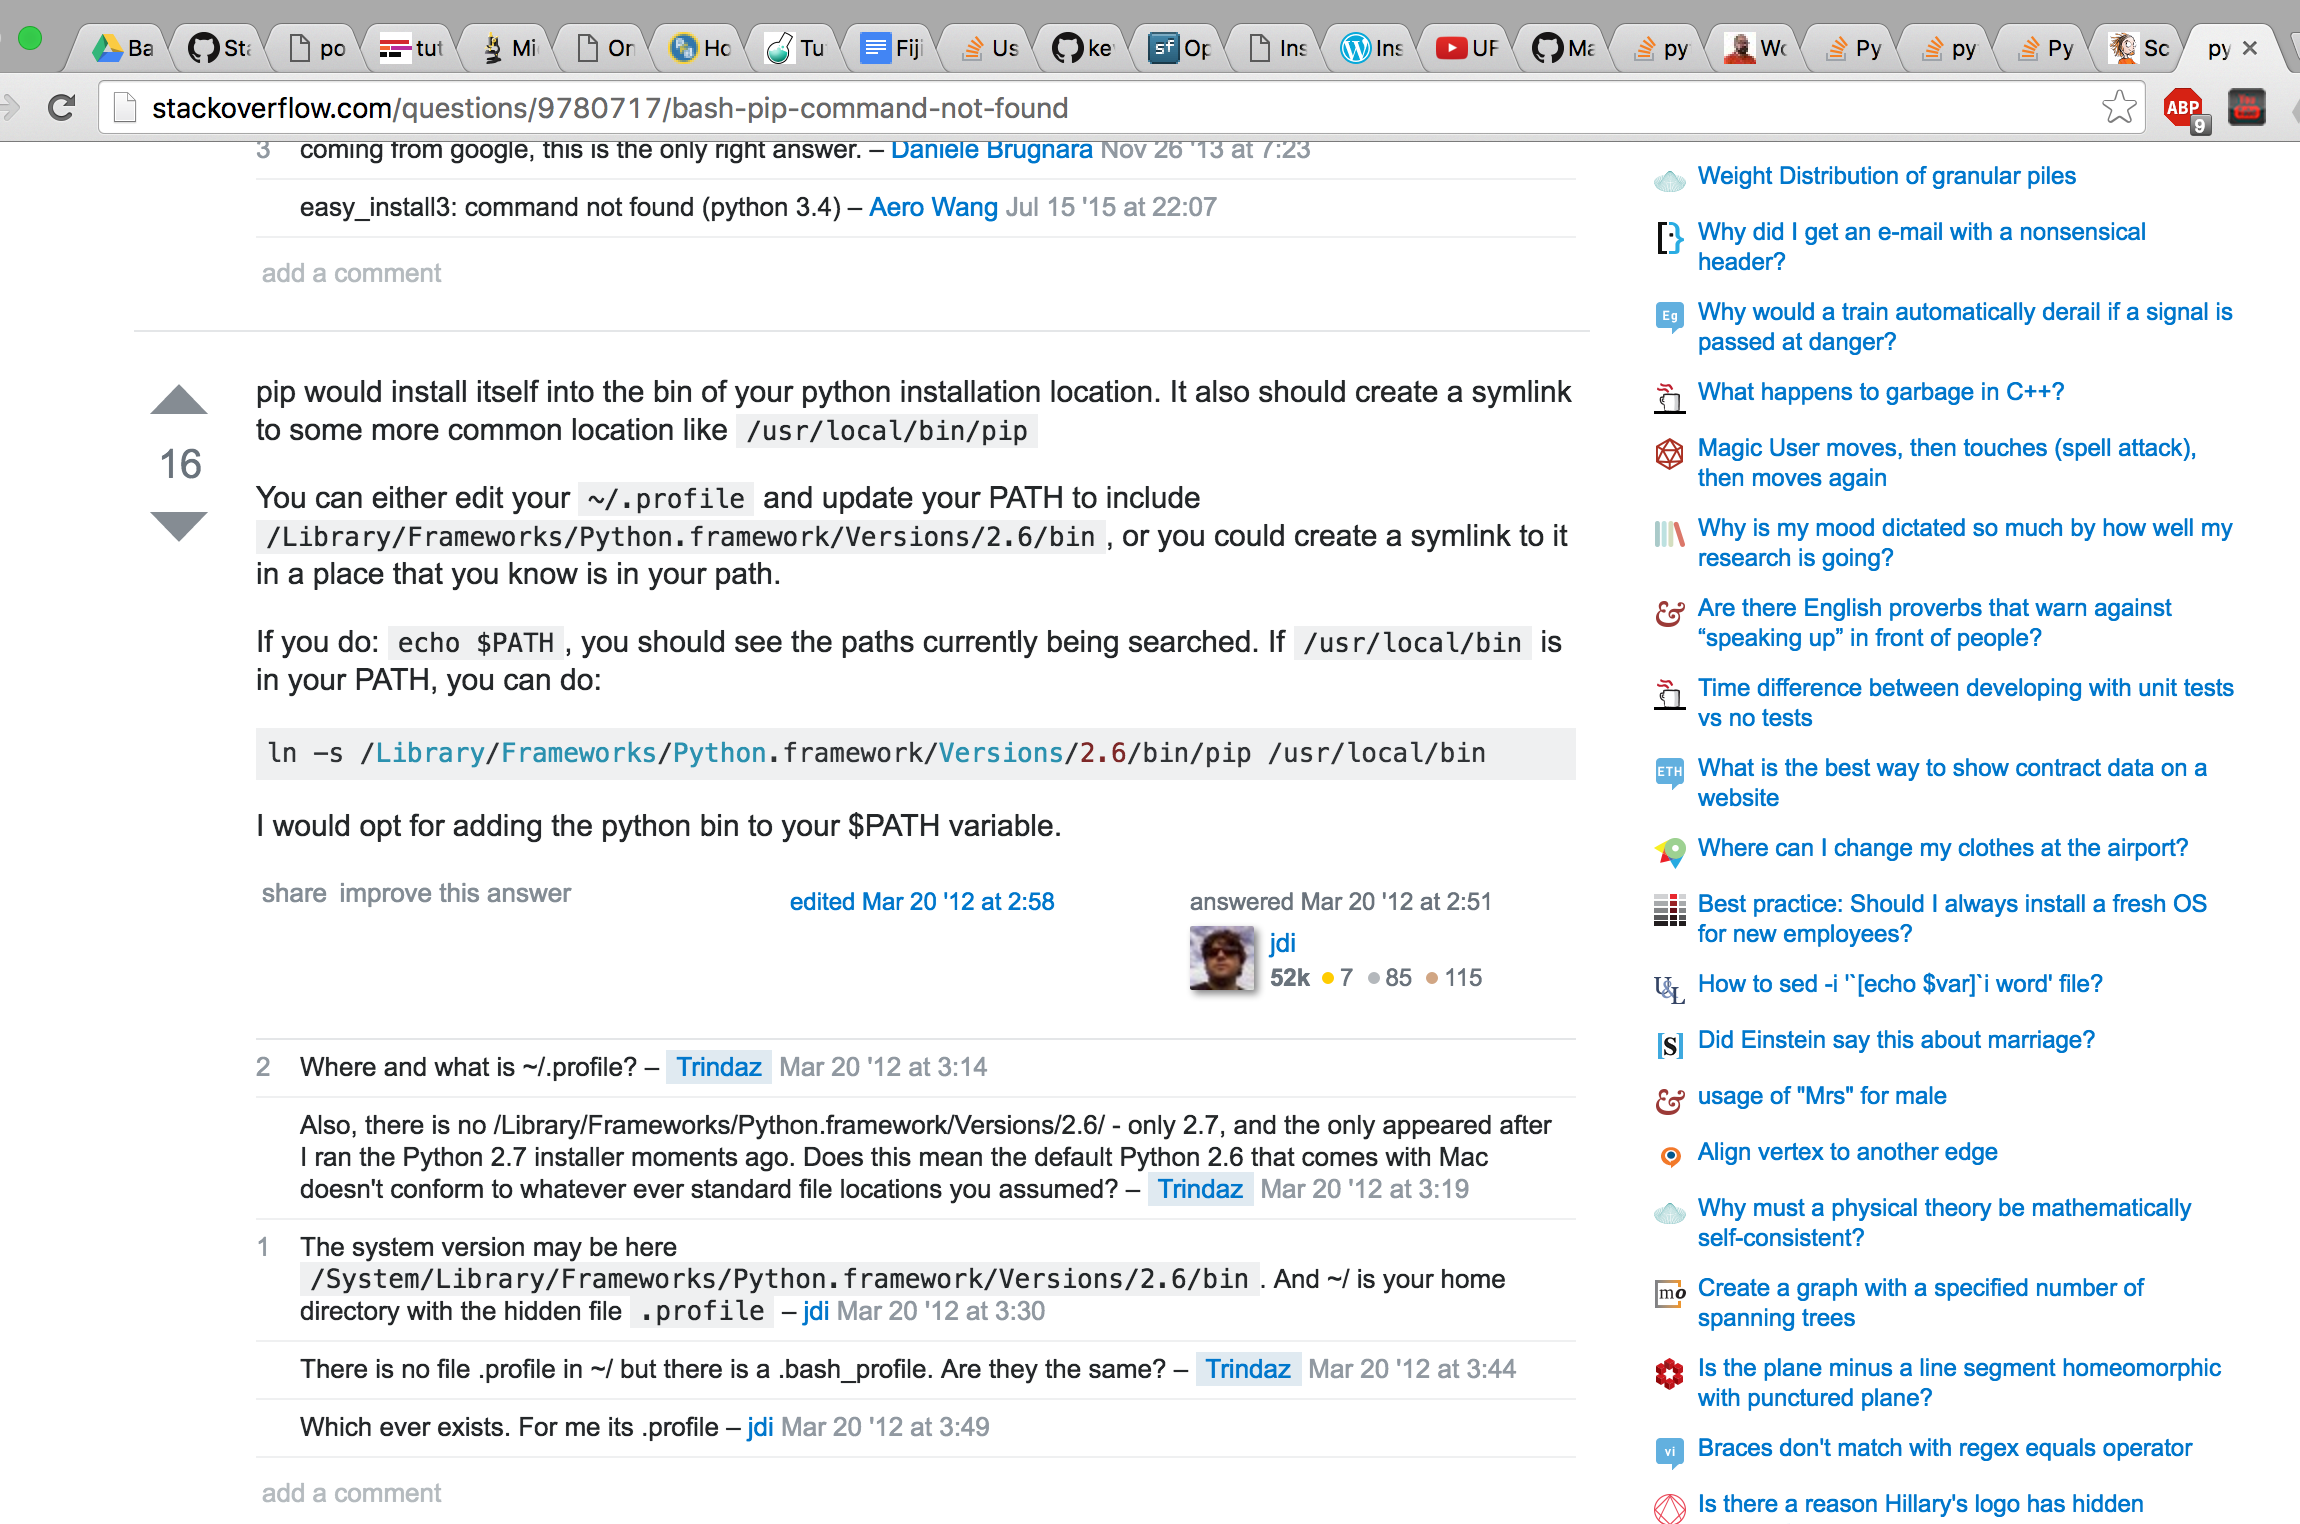 Ba
Sta
po
tut
Mi
Or
Ho
Tu
Fiji
Us
ke
sf Op
Ins
Ins
UF
Ma
py
Wo
Py
py
Py
Sc
py
stackoverflow.com/questions/9780717/bash-pip-command-not-found
ABP
9
3 coming from google, this is the only right answer. – Daniele Brugnara Nov 26 '13 at 7:23
easy_install3: command not found (python 3.4) – Aero Wang Jul 15 '15 at 22:07
add a comment
16
pip would install itself into the bin of your python installation location. It also should create a symlink
to some more common location like /usr/local/bin/pip
You can either edit your ~/.profile and update your PATH to include
/Library/Frameworks/Python.framework/Versions/2.6/bin , or you could create a symlink to it
in a place that you know is in your path.
If you do: echo $PATH , you should see the paths currently being searched. If /usr/local/bin is
in your PATH, you can do:
ln -s /Library/Frameworks/Python.framework/Versions/2.6/bin/pip /usr/local/bin
I would opt for adding the python bin to your $PATH variable.
share improve this answer
edited Mar 20 '12 at 2:58
answered Mar 20 '12 at 2:51
jdi
52k 7 85 115
2 Where and what is ~/.profile? – Trindaz Mar 20 '12 at 3:14
Also, there is no /Library/Frameworks/Python.framework/Versions/2.6/ - only 2.7, and the only appeared after
I ran the Python 2.7 installer moments ago. Does this mean the default Python 2.6 that comes with Mac
doesn't conform to whatever ever standard file locations you assumed? – Trindaz Mar 20 '12 at 3:19
1 The system version may be here
/System/Library/Frameworks/Python.framework/Versions/2.6/bin . And ~/ is your home
directory with the hidden file .profile – jdi Mar 20 '12 at 3:30
There is no file .profile in ~/ but there is a .bash_profile. Are they the same? – Trindaz Mar 20 '12 at 3:44
Which ever exists. For me its .profile – jdi Mar 20 '12 at 3:49
add a comment
Weight Distribution of granular piles
Why did I get an e-mail with a nonsensical
header?
Eg Why would a train automatically derail if a signal is
passed at danger?
What happens to garbage in C++?
Magic User moves, then touches (spell attack),
then moves again
Why is my mood dictated so much by how well my
research is going?
Are there English proverbs that warn against
“speaking up” in front of people?
Time difference between developing with unit tests
vs no tests
ETH What is the best way to show contract data on a
website
Where can I change my clothes at the airport?
Best practice: Should I always install a fresh OS
for new employees?
U&L How to sed -i '`[echo $var]`i word' file?
[S] Did Einstein say this about marriage?
usage of "Mrs" for male
Align vertex to another edge
Why must a physical theory be mathematically
self-consistent?
mo Create a graph with a specified number of
spanning trees
Is the plane minus a line segment homeomorphic
with punctured plane?
vi Braces don't match with regex equals operator
Is there a reason Hillary's logo has hidden